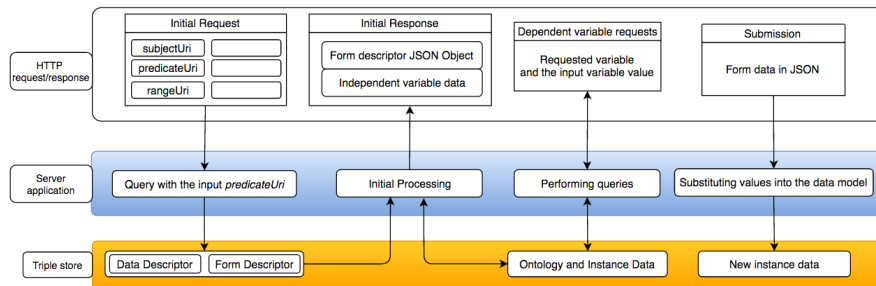 Initial Request
subjectUri
predicateUri
rangeUri
Initial Response
Form descriptor JSON Object
Independent variable data
Dependent variable requests
Requested variable
and the input variable value
Submission
Form data in JSON
HTTP
request/response
Server
application
Query with the input predicateUri
Initial Processing
Performing queries
Substituting values into the data model
Triple store
Data Descriptor
Form Descriptor
Ontology and Instance Data
New instance data